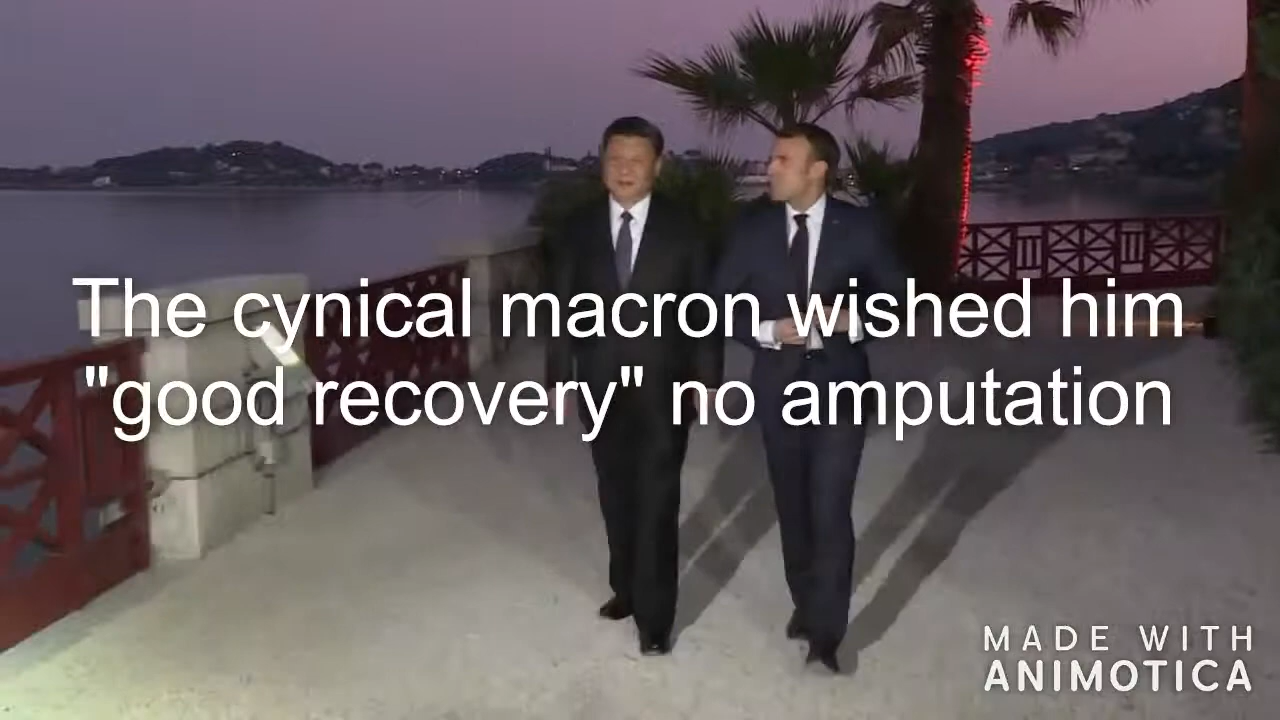 The cynical macron wished him
"good recovery" no amputation
MADE WITH
ANIMOTICA